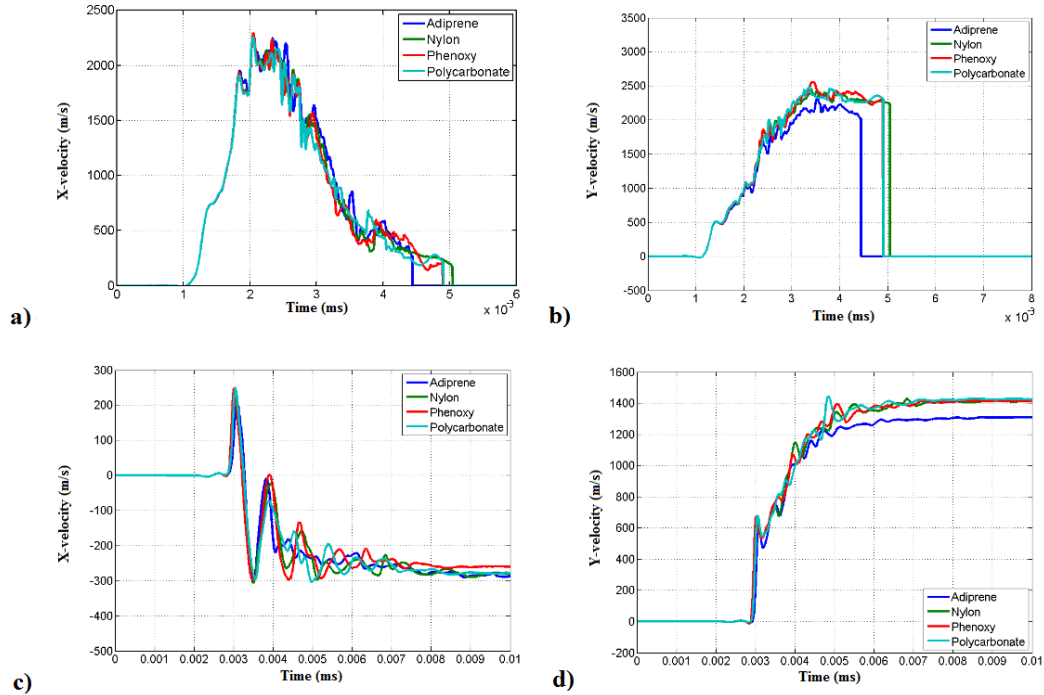 2500
2000
1500
1000
500
0
X-velocity (m/s)
Adiprene
Nylon
Phenoxy
Polycarbonate
0 1 2 3 4 5 6
Time (ms)
x 10-3
a)
3500
3000
2500
2000
1500
1000
500
0
-500
Y-velocity (m/s)
Adiprene
Nylon
Phenoxy
Polycarbonate
0 1 2 3 4 5 6 7 8
Time (ms)
x 10-3
b)
300
200
100
0
-100
-200
-300
-400
-500
X-velocity (m/s)
Adiprene
Nylon
Phenoxy
Polycarbonate
0 0.001 0.002 0.003 0.004 0.005 0.006 0.007 0.008 0.009 0.01
Time (ms)
c)
1600
1400
1200
1000
800
600
400
200
0
-200
Y-velocity (m/s)
Adiprene
Nylon
Phenoxy
Polycarbonate
0 0.001 0.002 0.003 0.004 0.005 0.006 0.007 0.008 0.009 0.01
Time (ms)
d)